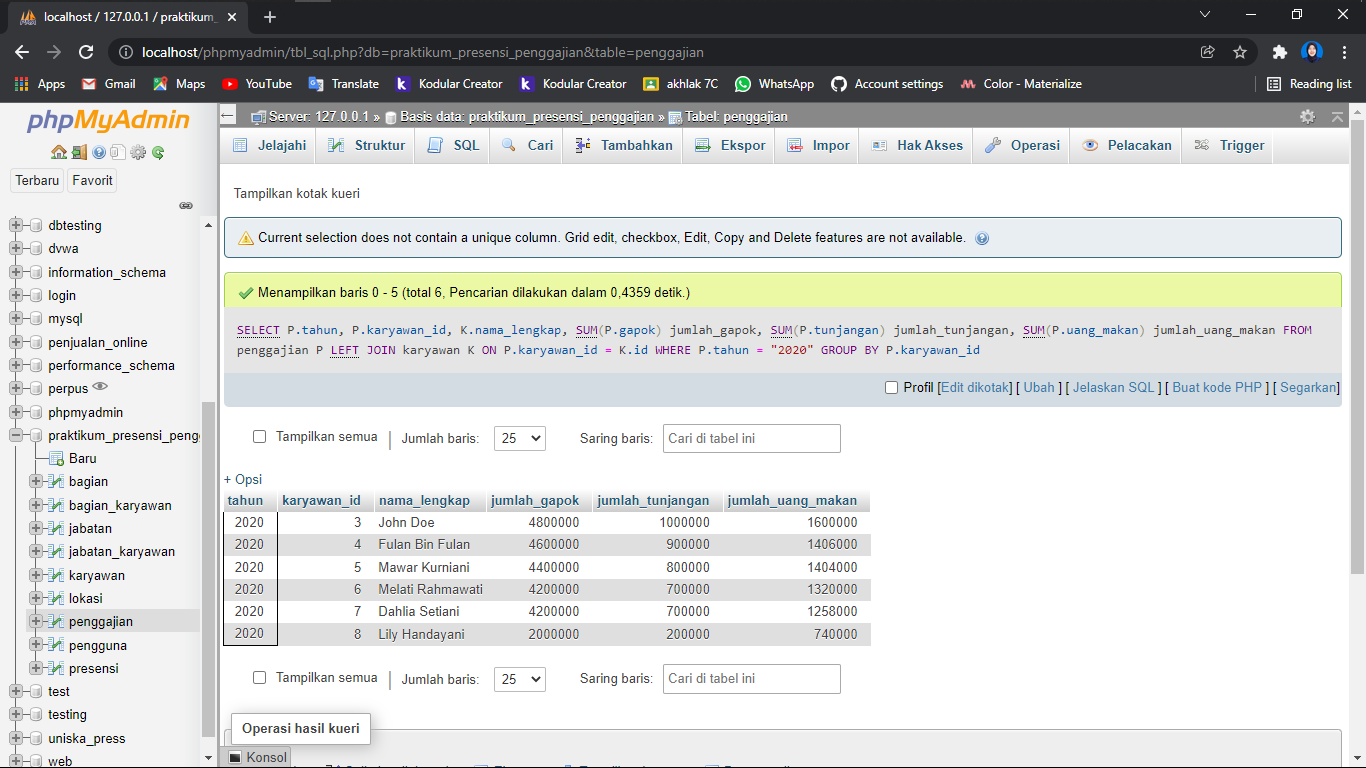 localhost / 127.0.0.1 / praktikum_
localhost/phpmyadmin/tbl_sql.php?db=praktikum_presensi_penggajian&table=penggajian
Apps Gmail Maps YouTube Translate Kodular Creator Kodular Creator akhlak 7C WhatsApp Account settings Color - Materialize Reading list
phpMyAdmin
Terbaru Favorit
dbtesting
dvwa
information_schema
login
mysql
penjualan_online
performance_schema
perpus
phpmyadmin
praktikum_presensi_peng
Baru
bagian
bagian_karyawan
jabatan
jabatan_karyawan
karyawan
lokasi
penggajian
pengguna
presensi
test
testing
uniska_press
web
Server: 127.0.0.1 » Basis data: praktikum_presensi_penggajian » Tabel: penggajian
Jelajahi Struktur SQL Cari Tambahkan Ekspor Impor Hak Akses Operasi Pelacakan Trigger
Tampilkan kotak kueri
Current selection does not contain a unique column. Grid edit, checkbox, Edit, Copy and Delete features are not available.
Menampilkan baris 0 - 5 (total 6, Pencarian dilakukan dalam 0,4359 detik.)
SELECT P.tahun, P.karyawan_id, K.nama_lengkap, SUM(P.gapok) jumlah_gapok, SUM(P.tunjangan) jumlah_tunjangan, SUM(P.uang_makan) jumlah_uang_makan FROM
penggajian P LEFT JOIN karyawan K ON P.karyawan_id = K.id WHERE P.tahun = "2020" GROUP BY P.karyawan_id
Profil [Edit dikotak] [ Ubah ] [ Jelaskan SQL ] [ Buat kode PHP ] [ Segarkan]
Tampilkan semua | Jumlah baris: 25 Saring baris: Cari di tabel ini
+ Opsi
tahun karyawan_id nama_lengkap jumlah_gapok jumlah_tunjangan jumlah_uang_makan
2020 3 John Doe 4800000 1000000 1600000
2020 4 Fulan Bin Fulan 4600000 900000 1406000
2020 5 Mawar Kurniani 4400000 800000 1404000
2020 6 Melati Rahmawati 4200000 700000 1320000
2020 7 Dahlia Setiani 4200000 700000 1258000
2020 8 Lily Handayani 2000000 200000 740000
Tampilkan semua | Jumlah baris: 25 Saring baris: Cari di tabel ini
Operasi hasil kueri
Konsol